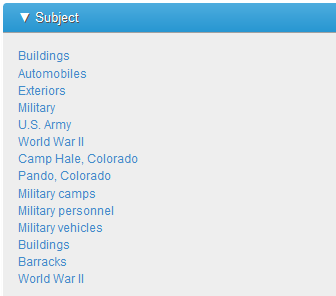 ▼ Subject
Buildings
Automobiles
Exteriors
Military
U.S. Army
World War II
Camp Hale, Colorado
Pando, Colorado
Military camps
Military personnel
Military vehicles
Buildings
Barracks
World War II